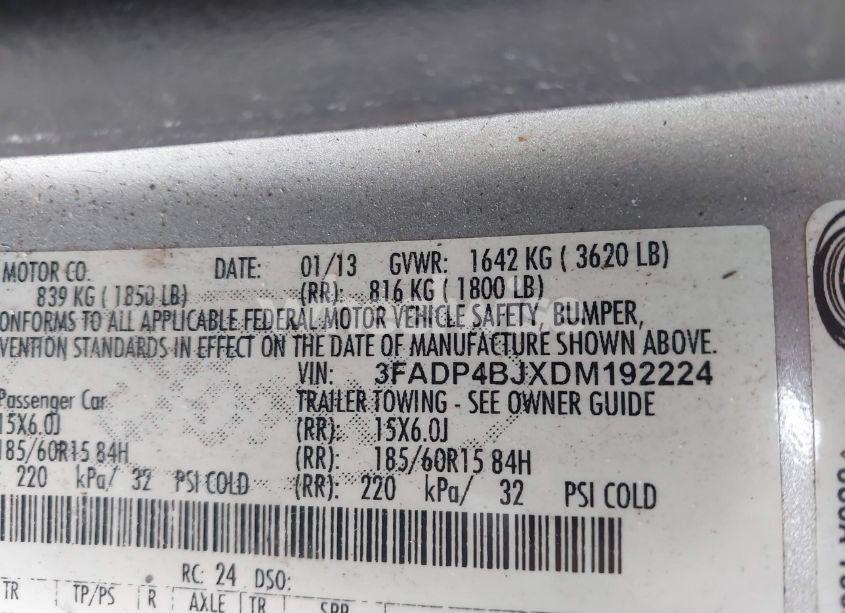 MOTOR CO. DATE: 01/13 GVWR: 1642 KG ( 3620 LB)
839 KG ( 1850 LB) (RR): 816 KG ( 1800 LB)
ONFORMS TO ALL APPLICABLE FEDERAL MOTOR VEHICLE SAFETY, BUMPER,
VENTION STANDARDS IN EFFECT ON THE DATE OF MANUFACTURE SHOWN ABOVE.
VIN: 3FADP4BJXDM192224
Passenger Car TRAILER TOWING - SEE OWNER GUIDE
15X6.0J (RR): 15X6.0J
185/60R15 84H (RR): 185/60R15 84H
220 kPa/ 32 PSI COLD (RR): 220 kPa/ 32 PSI COLD
RC: 24 DSO:
TR TP/PS R AXLE TR SPR